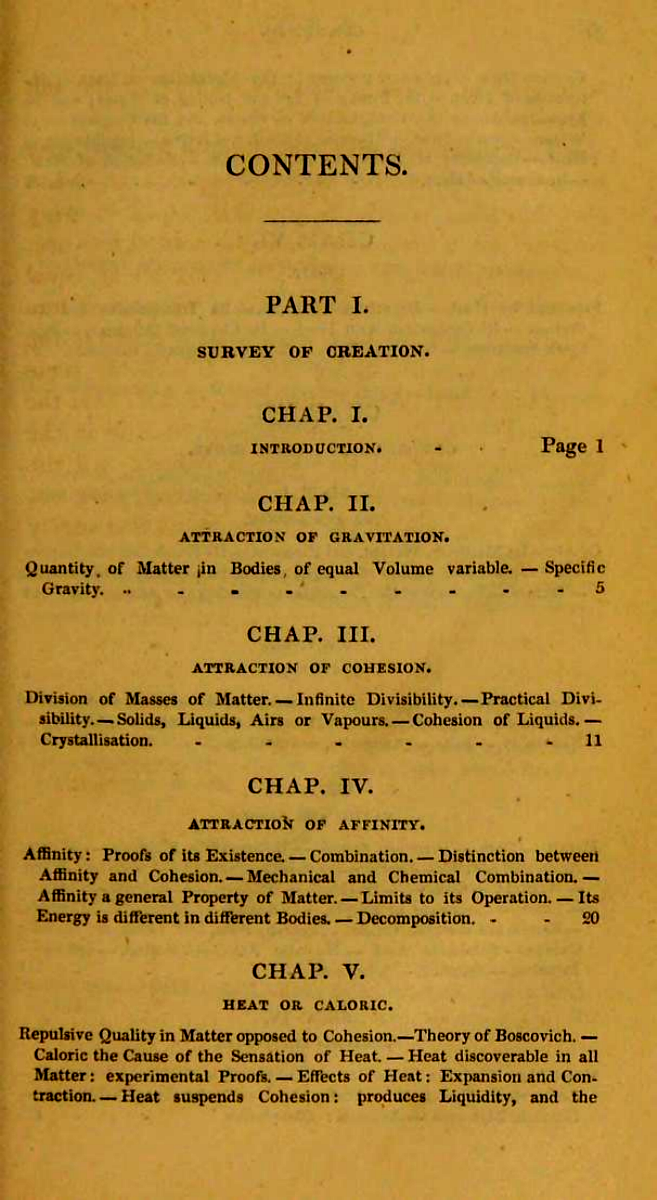 CONTENTS.
PART I.
SURVEY OF CREATION.
CHAP. I.
INTRODUCTION. - Page 1
CHAP. II.
ATTRACTION OF GRAVITATION.
Quantity of Matter in Bodies of equal Volume variable. — Specific
Gravity. - - - - - - - - - 5
CHAP. III.
ATTRACTION OF COHESION.
Division of Masses of Matter. — Infinite Divisibility. — Practical Divi-
sibility. — Solids, Liquids, Airs or Vapours. — Cohesion of Liquids. —
Crystallisation. - - - - - - 11
CHAP. IV.
ATTRACTION OF AFFINITY.
Affinity: Proofs of its Existence. — Combination. — Distinction between
Affinity and Cohesion. — Mechanical and Chemical Combination. —
Affinity a general Property of Matter. — Limits to its Operation. — Its
Energy is different in different Bodies. — Decomposition. - - 20
CHAP. V.
HEAT OR CALORIC.
Repulsive Quality in Matter opposed to Cohesion.—Theory of Boscovich. —
Caloric the Cause of the Sensation of Heat. — Heat discoverable in all
Matter: experimental Proofs. — Effects of Heat: Expansion and Con-
traction. — Heat suspends Cohesion: produces Liquidity, and the